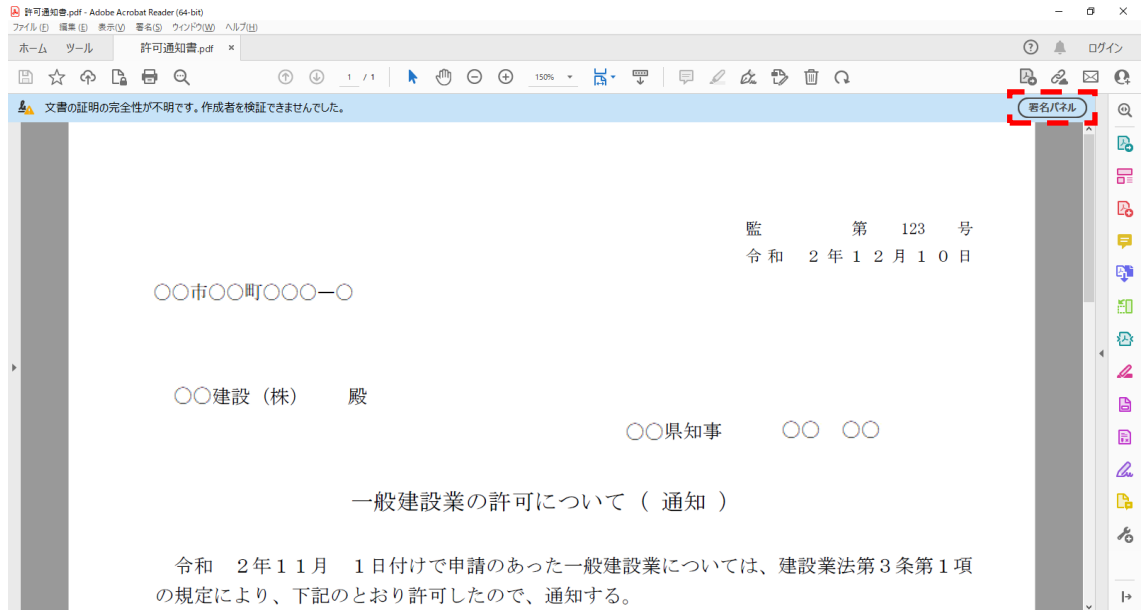 許可通知書.pdf - Adobe Acrobat Reader (64-bit)
ファイル(F) 編集(E) 表示(V) 署名(S) ウィンドウ(W) ヘルプ(H)
ホーム ツール 許可通知書.pdf × ログイン
1 / 1 150%
文書の証明の完全性が不明です。作成者を検証できませんでした。 署名パネル
監 第 123 号
令和 2年12月10日
○○市○○町○○○ー○
○○建設（株） 殿
○○県知事 ○○ ○○
一般建設業の許可について（ 通知 ）
令和 2年11月 1日付けで申請のあった一般建設業については、建設業法第3条第1項
の規定により、下記のとおり許可したので、通知する。